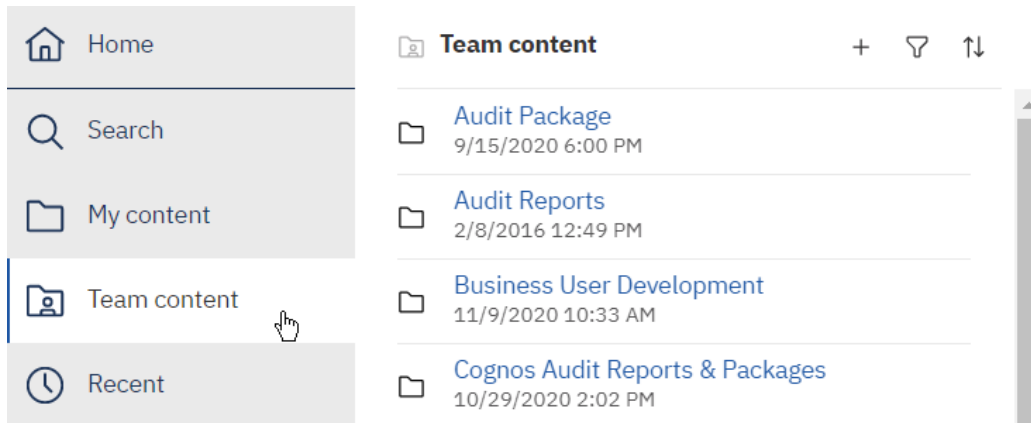 Home
Search
My content
Team content
Recent
Team content
Audit Package
9/15/2020 6:00 PM
Audit Reports
2/8/2016 12:49 PM
Business User Development
11/9/2020 10:33 AM
Cognos Audit Reports & Packages
10/29/2020 2:02 PM